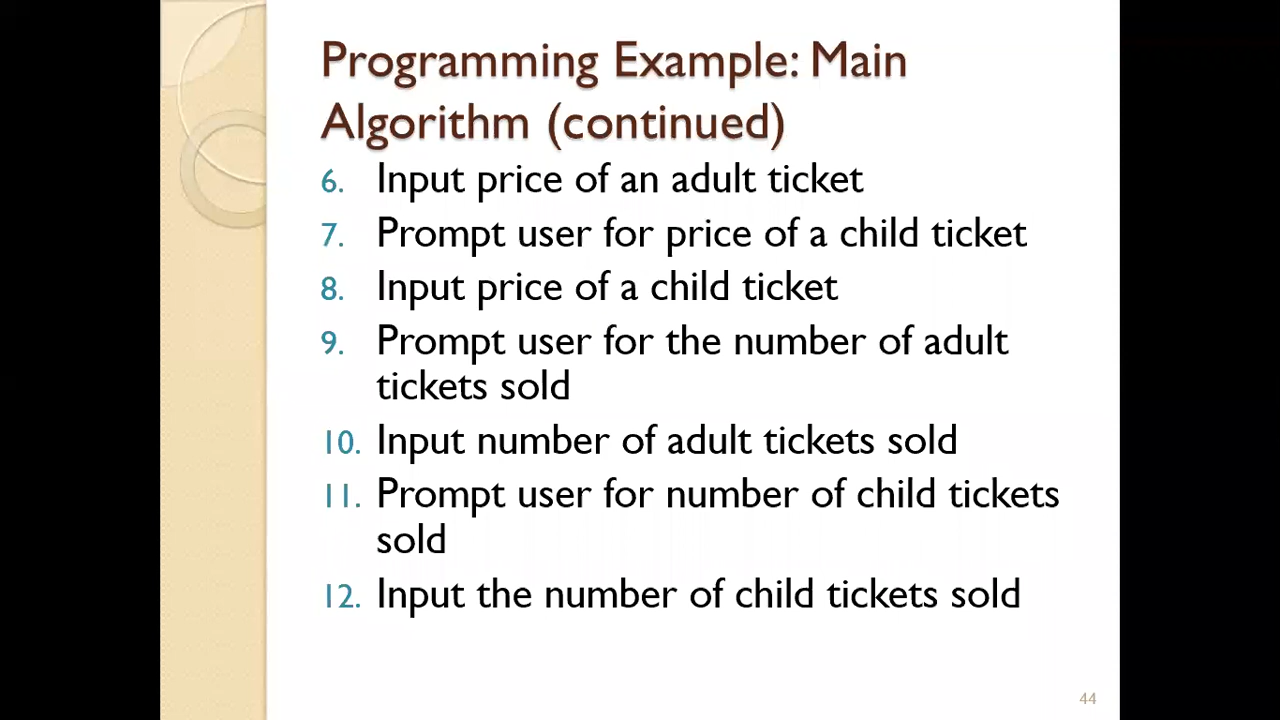 Programming Example: Main
Algorithm (continued)
6. Input price of an adult ticket
7. Prompt user for price of a child ticket
8. Input price of a child ticket
9. Prompt user for the number of adult
tickets sold
10. Input number of adult tickets sold
11. Prompt user for number of child tickets
sold
12. Input the number of child tickets sold
44